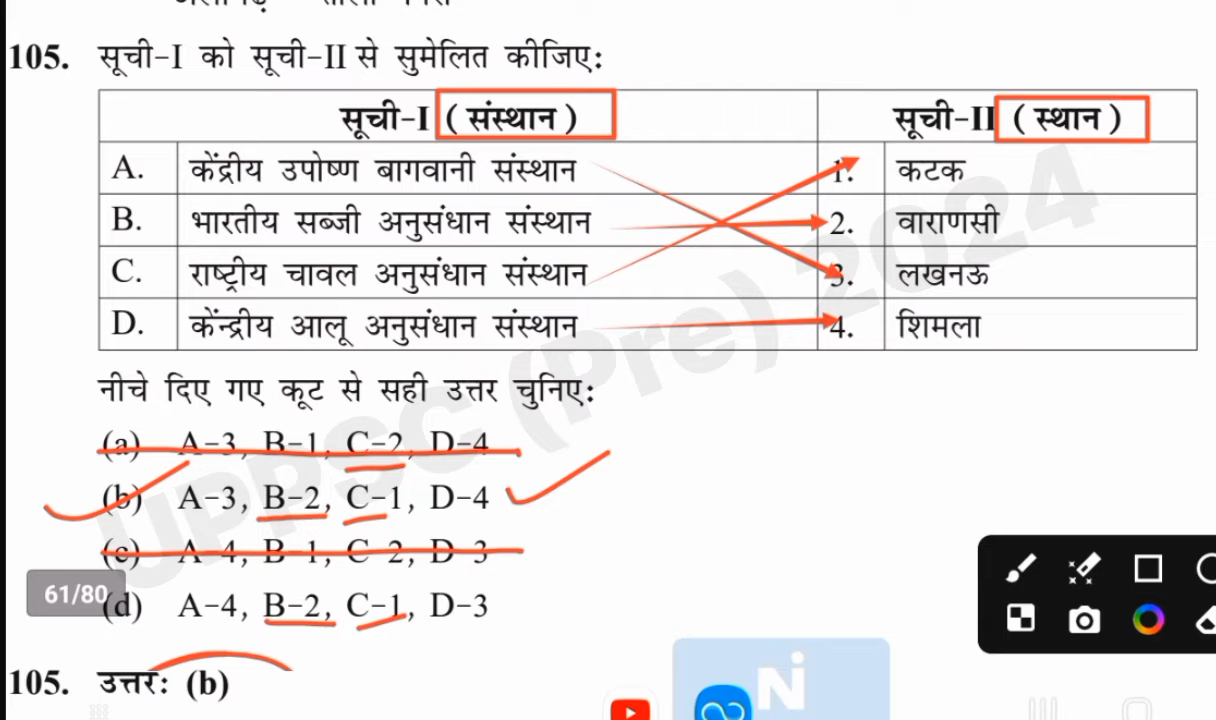 105. सूची-I को सूची-II से सुमेलित कीजिए:
सूची-I (संस्थान) सूची-II (स्थान)
A. केंद्रीय उपोष्ण बागवानी संस्थान 1. कटक
B. भारतीय सब्जी अनुसंधान संस्थान 2. वाराणसी
C. राष्ट्रीय चावल अनुसंधान संस्थान 3. लखनऊ
D. केंन्द्रीय आलू अनुसंधान संस्थान 4. शिमला
UPPSC (Pre) 2024
नीचे दिए गए कूट से सही उत्तर चुनिए:
(a) A-3, B-1, C-2, D-4
(b) A-3, B-2, C-1, D-4
(c) A-4, B-1, C-2, D-3
61/80
(d) A-4, B-2, C-1, D-3
105. उत्तर: (b)